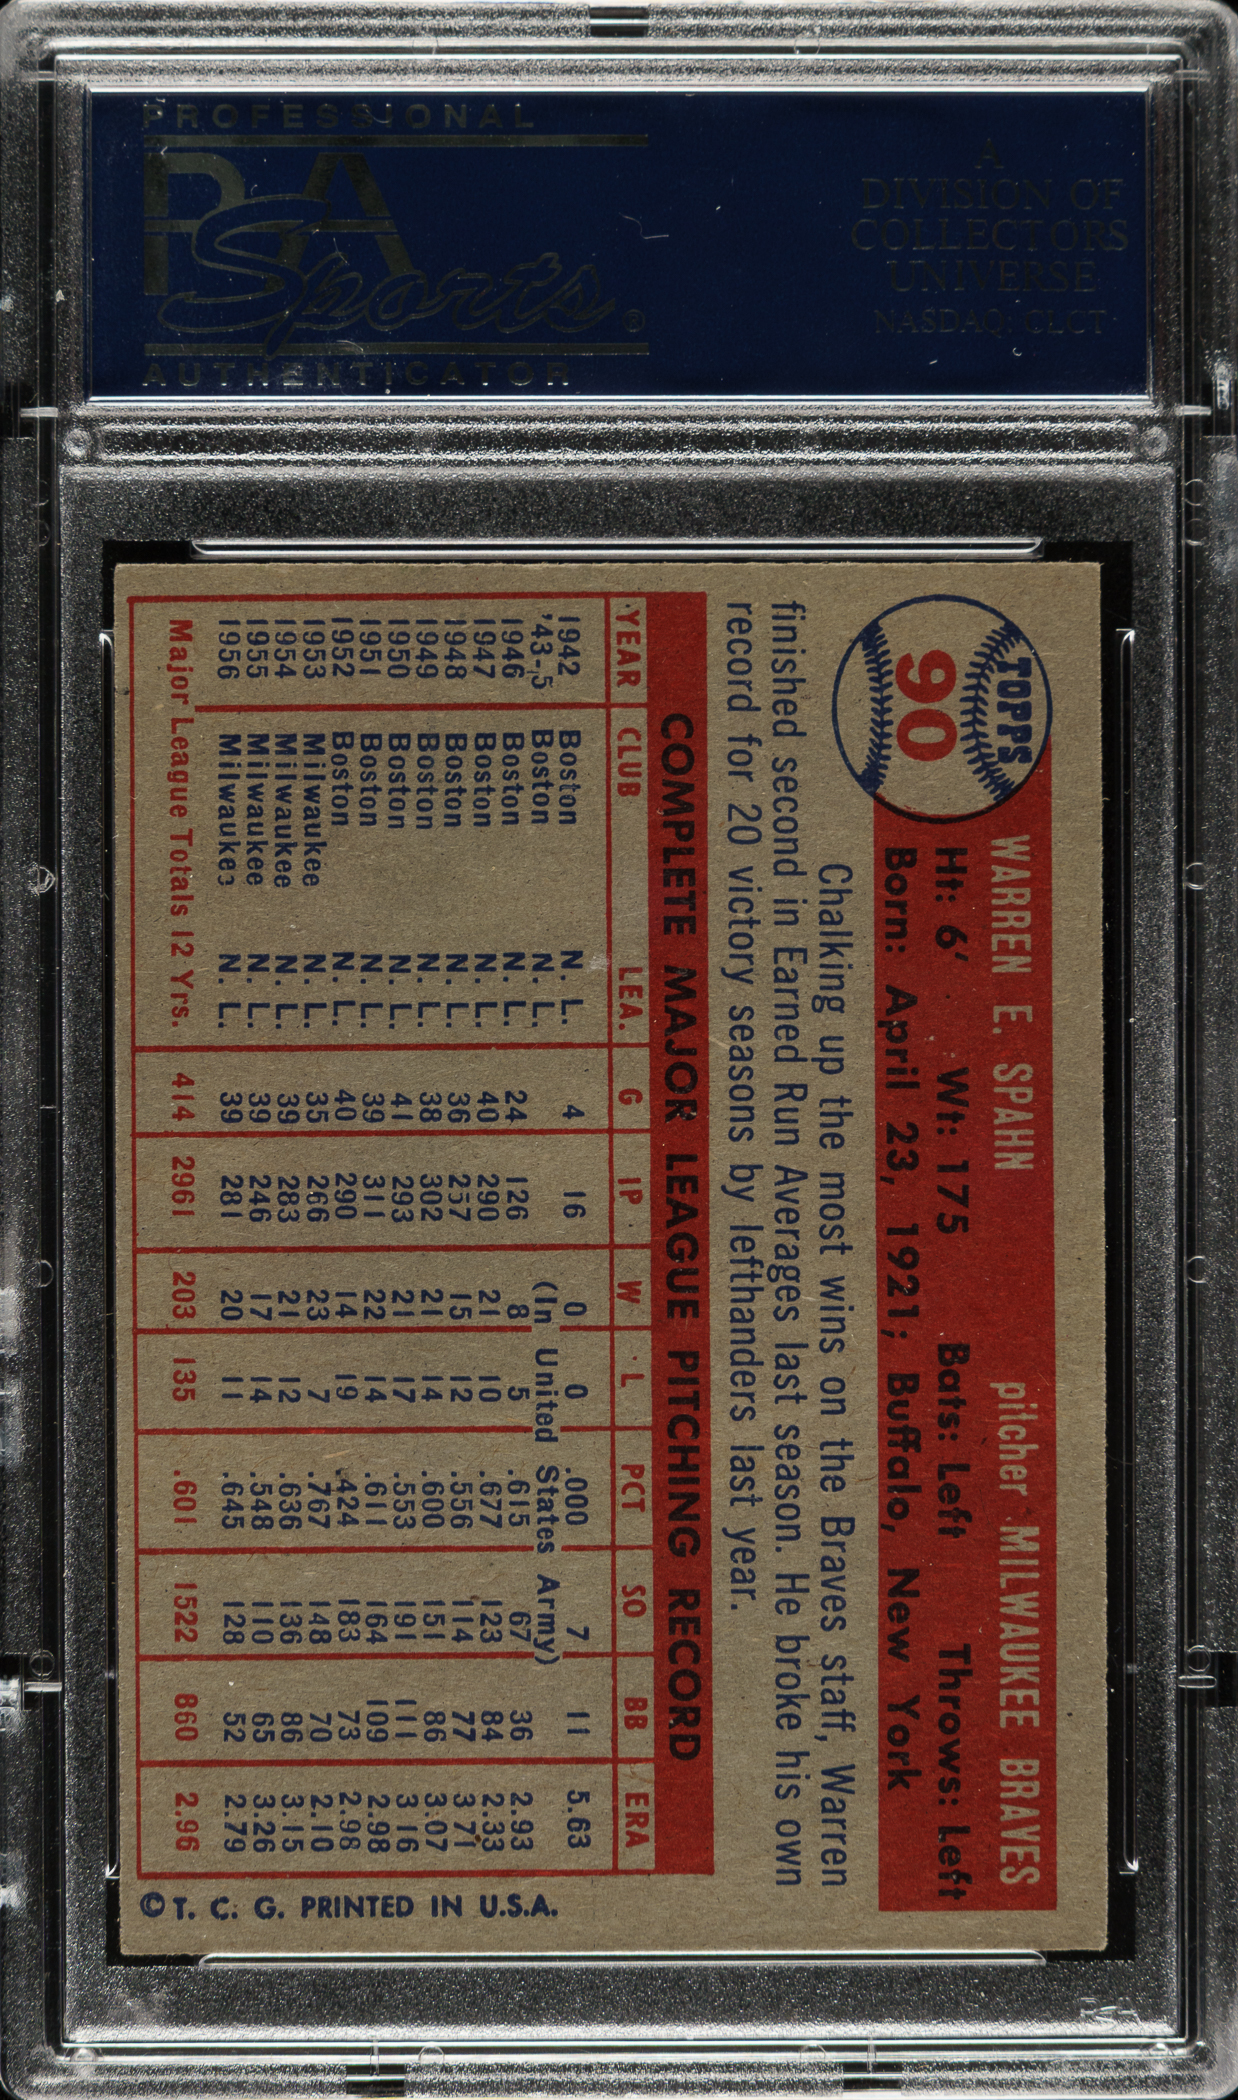 PROFESSIONAL
PSA
Sports®
AUTHENTICATOR
A
DIVISION OF
COLLECTORS
UNIVERSE
NASDAQ: CLCT
TOPPS
90
WARREN E. SPAHN pitcher MILWAUKEE BRAVES
Ht: 6' Wt: 175 Bats: Left Throws: Left
Born: April 23, 1921; Buffalo, New York
Chalking up the most wins on the Braves staff, Warren
finished second in Earned Run Averages last season. He broke his own
record for 20 victory seasons by lefthanders last year.
COMPLETE MAJOR LEAGUE PITCHING RECORD
YEAR CLUB LEA. G IP W L PCT SO BB ERA
1942 Boston N. L. 4 16 0 0 .000 7 11 5.63
'43-'5 Boston N. L. (In United States Army)
1946 Boston N. L. 24 126 8 5 .615 67 36 2.93
1947 Boston N. L. 40 290 21 10 .677 123 84 2.33
1948 Boston N. L. 36 257 15 12 .556 114 77 3.71
1949 Boston N. L. 38 302 21 14 .600 151 86 3.07
1950 Boston N. L. 41 293 21 17 .553 191 111 3.16
1951 Boston N. L. 39 311 22 14 .611 164 109 2.98
1952 Boston N. L. 40 290 14 19 .424 183 73 2.98
1953 Milwaukee N. L. 35 266 23 7 .767 148 70 2.10
1954 Milwaukee N. L. 39 283 21 12 .636 136 86 3.15
1955 Milwaukee N. L. 39 246 17 14 .548 110 65 3.26
1956 Milwaukee N. L. 39 281 20 11 .645 128 52 2.79
Major League Totals 12 Yrs. 414 2961 203 135 .601 1522 860 2.96
© T. C. G. PRINTED IN U.S.A.
PSA